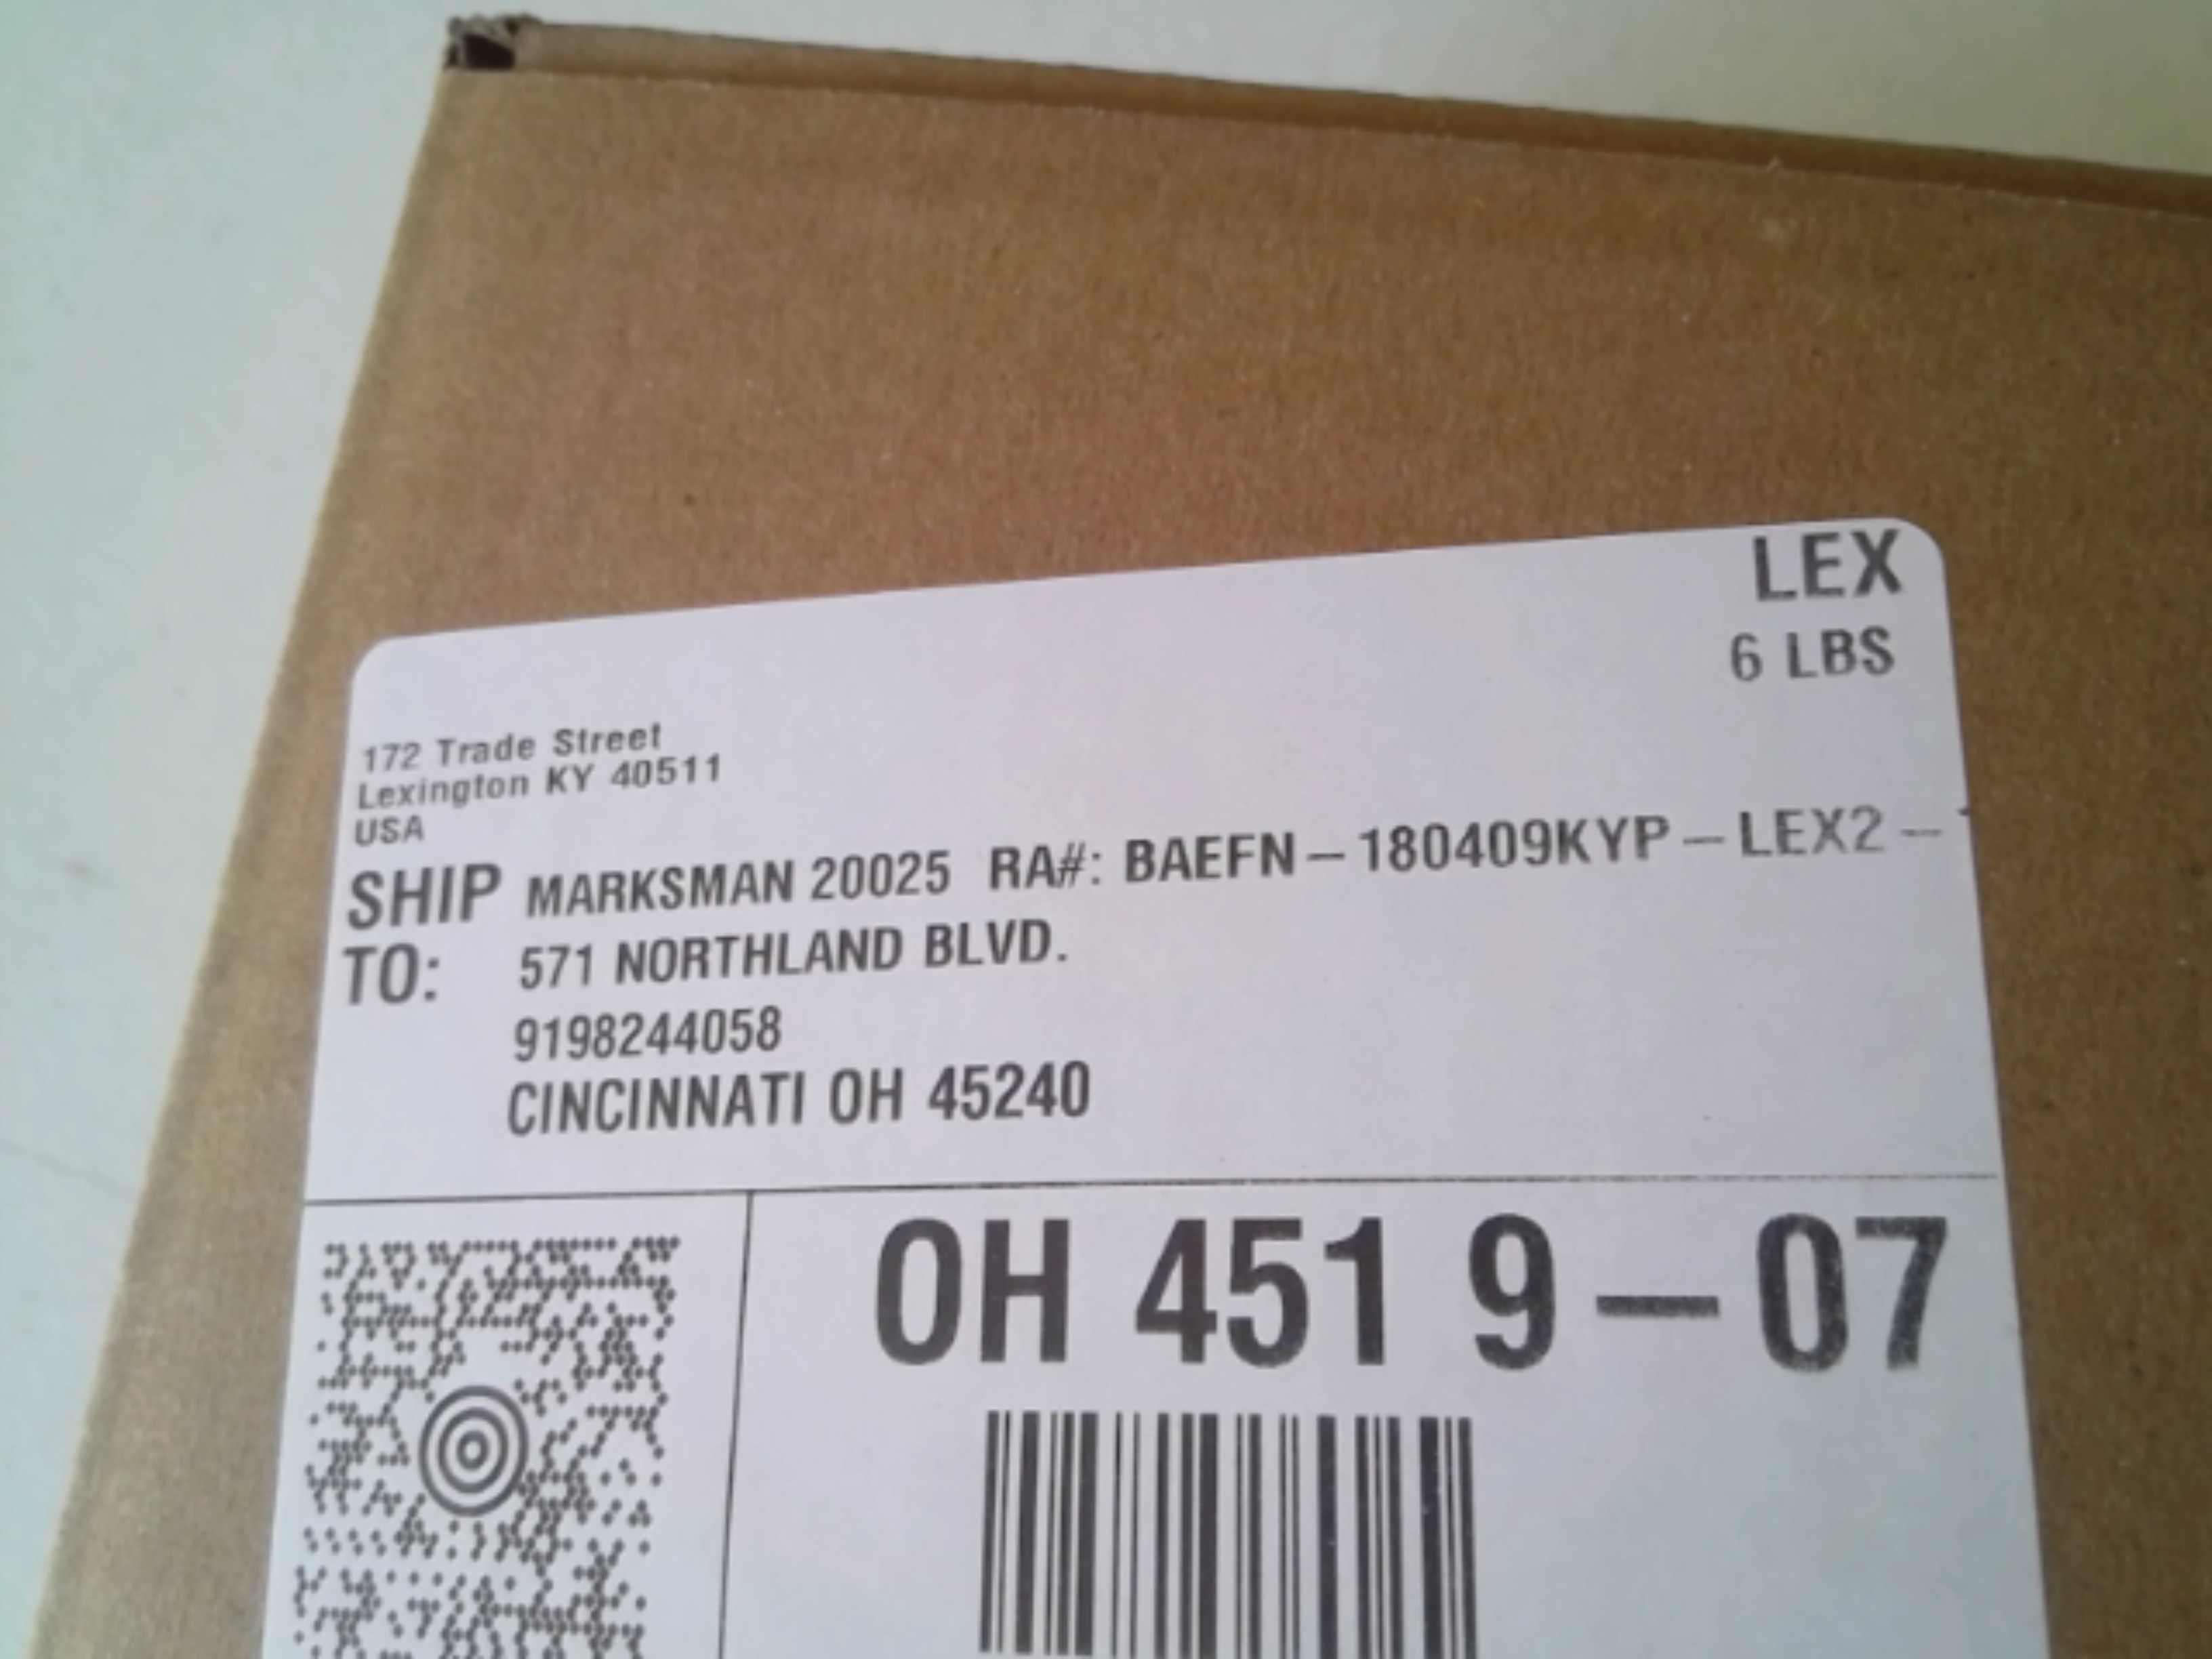 LEX
6 LBS
172 Trade Street
Lexington KY 40511
USA
SHIP TO: MARKSMAN 20025 RA#: BAEFN-180409KYP-LEX2-
571 NORTHLAND BLVD.
9198244058
CINCINNATI OH 45240
OH 451 9-07